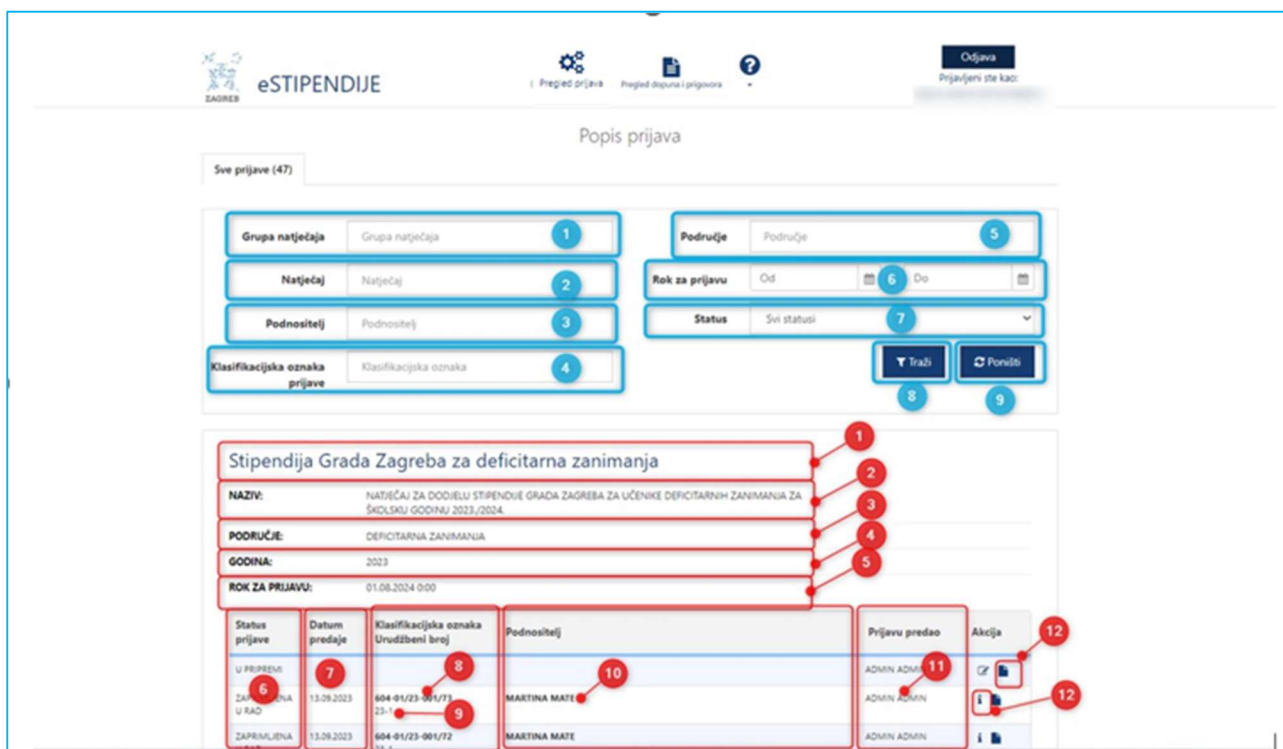 ZAGREB
eSTIPENDIJE
Pregled prijava
Pregled dopuna i prigovora
?
Odjava
Prijavljeni ste kao:
Popis prijava
Sve prijave (47)
Grupa natječaja Grupa natječaja 1
Područje Područje 5
Natječaj Natječaj 2
Rok za prijavu Od 6 Do
Podnositelj Podnositelj 3
Status Svi statusi 7
Klasifikacijska oznaka Klasifikacijska oznaka 4
prijave
Traži Poništi
8 9
Stipendija Grada Zagreba za deficitarna zanimanja 1
NAZIV: NATJEČAJ ZA DODJELU STIPENDIJE GRADA ZAGREBA ZA UČENIKE DEFICITARNIH ZANIMANJA ZA 2
ŠKOLSKU GODINU 2023./2024.
PODRUČJE: DEFICITARNA ZANIMANJA 3
GODINA: 2023 4
ROK ZA PRIJAVU: 01.08.2024 0:00 5
Status Datum Klasifikacijska oznaka Podnositelj Prijavu predao Akcija 12
prijave predaje Urudžbeni broj
U PRIPREMI 7 8 10 ADMIN ADMIN 11
6 13.09.2023 604-01/23-001/73 MARTINA MATE ADMIN ADMIN i 12
U RAD 23-1 9
ZAPRIMLJENA 13.09.2023 604-01/23-001/72 MARTINA MATE ADMIN ADMIN i